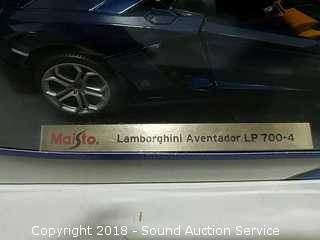 Maisto. Lamborghini Aventador LP 700-4
Copyright 2018 - Sound Auction Service